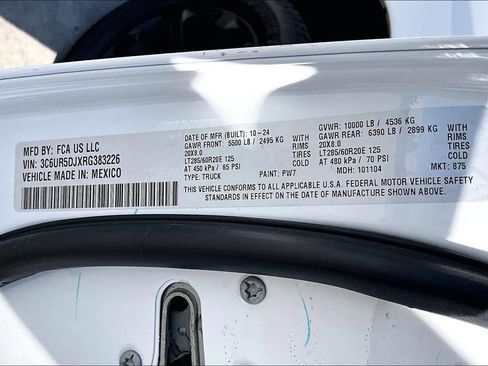 MFD BY: FCA US LLC
VIN: 3C6UR5DJXRG383226
VEHICLE MADE IN: MEXICO
DATE OF MFR (BUILT): 10-24
GAWR FRONT: 5500 LB / 2495 KG
20X8.0
LT285/60R20E 125
AT 450 kPa / 65 PSI
TYPE: TRUCK
RIMS
TIRES
COLD
PAINT: PW7
GVWR: 10000 LB / 4536 KG
GAWR REAR: 6390 LB / 2899 KG
20X8.0
LT285/60R20E 125
AT 480 kPa / 70 PSI
MDH: 101104
RIMS
TIRES
COLD
MKT: 875
THIS VEHICLE CONFORMS TO ALL APPLICABLE U.S.A. FEDERAL MOTOR VEHICLE SAFETY
STANDARDS IN EFFECT ON THE DATE OF MANUFACTURE SHOWN ABOVE.